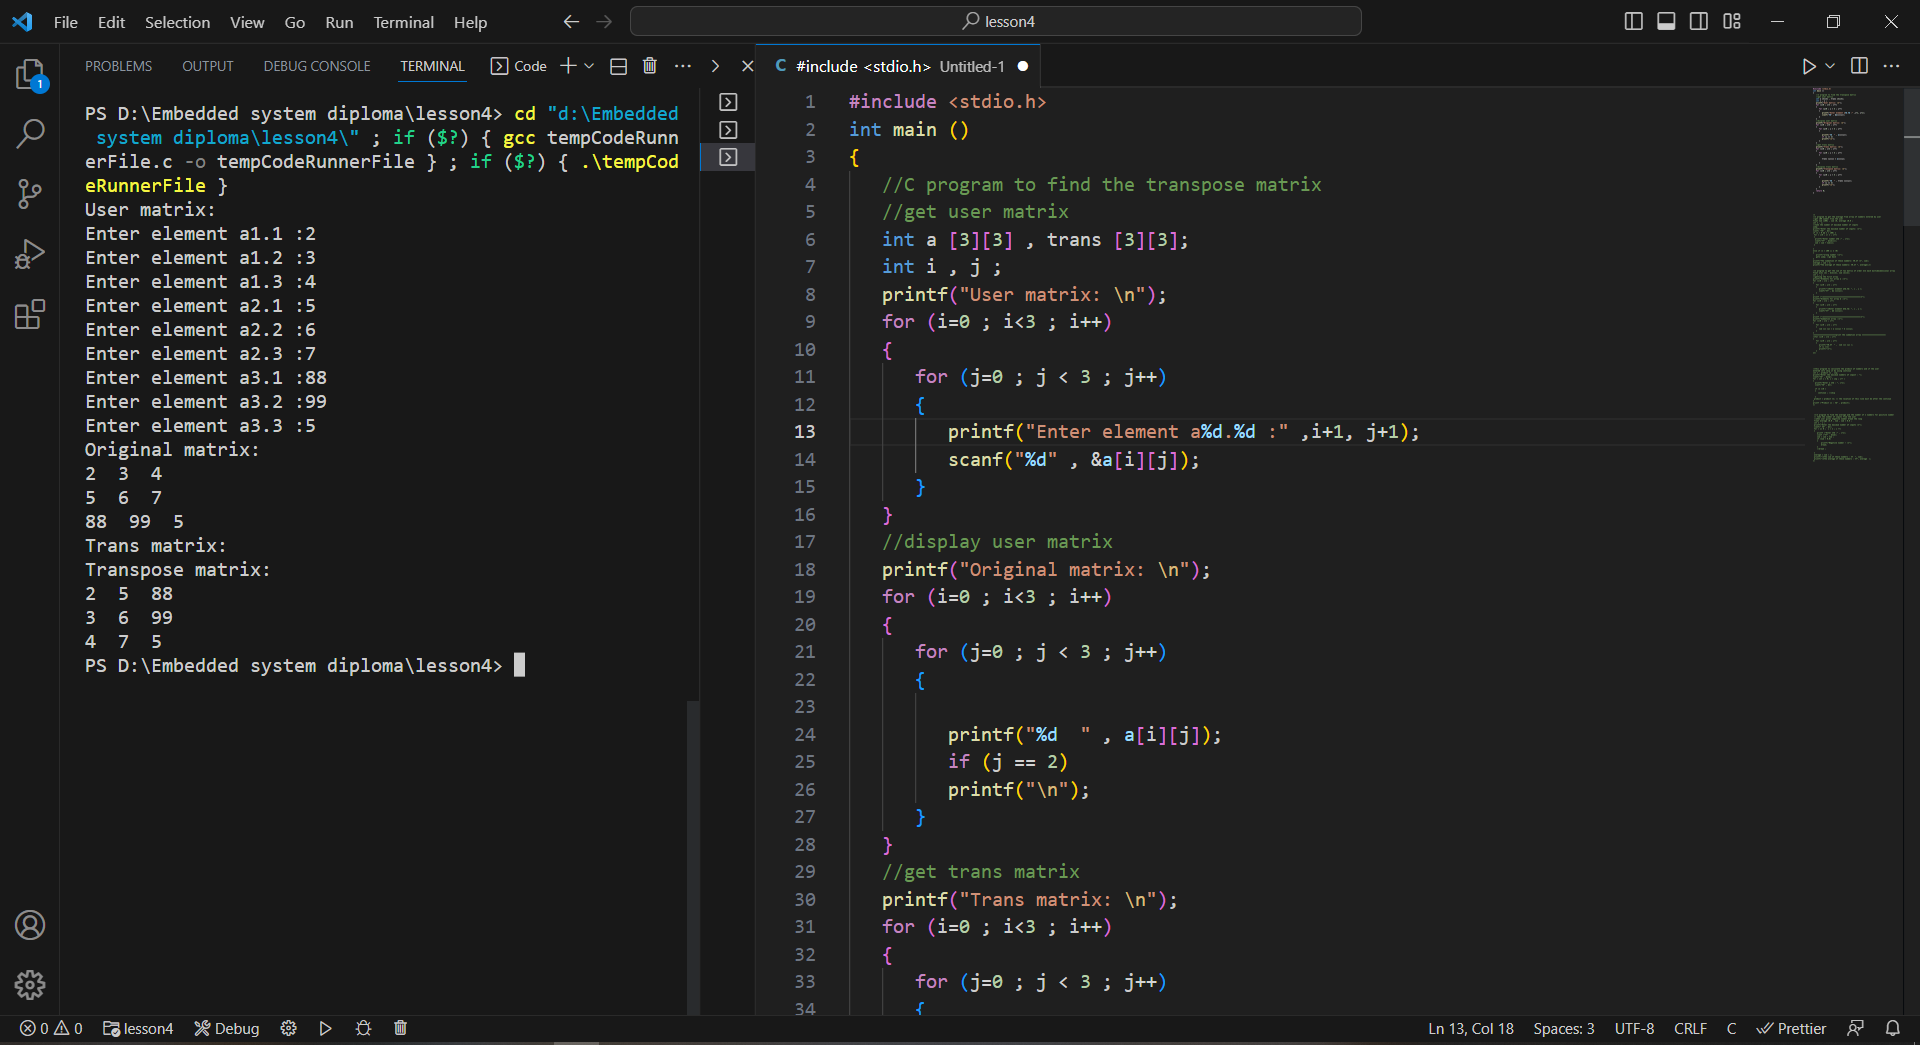 File Edit Selection View Go Run Terminal Help
lesson4
1
PROBLEMS OUTPUT DEBUG CONSOLE TERMINAL Code
PS D:\Embedded system diploma\lesson4> cd "d:\Embedded
system diploma\lesson4\" ; if ($?) { gcc tempCodeRunn
erFile.c -o tempCodeRunnerFile } ; if ($?) { .\tempCod
eRunnerFile }
User matrix:
Enter element a1.1 :2
Enter element a1.2 :3
Enter element a1.3 :4
Enter element a2.1 :5
Enter element a2.2 :6
Enter element a2.3 :7
Enter element a3.1 :88
Enter element a3.2 :99
Enter element a3.3 :5
Original matrix:
2 3 4
5 6 7
88 99 5
Trans matrix:
Transpose matrix:
2 5 88
3 6 99
4 7 5
PS D:\Embedded system diploma\lesson4>
C #include <stdio.h> Untitled-1
1 #include <stdio.h>
2 int main ()
3 {
4 //C program to find the transpose matrix
5 //get user matrix
6 int a [3][3] , trans [3][3];
7 int i , j ;
8 printf("User matrix: \n");
9 for (i=0 ; i<3 ; i++)
10 {
11 for (j=0 ; j < 3 ; j++)
12 {
13 printf("Enter element a%d.%d :" ,i+1, j+1);
14 scanf("%d" , &a[i][j]);
15 }
16 }
17 //display user matrix
18 printf("Original matrix: \n");
19 for (i=0 ; i<3 ; i++)
20 {
21 for (j=0 ; j < 3 ; j++)
22 {
23
24 printf("%d  " , a[i][j]);
25 if (j == 2)
26 printf("\n");
27 }
28 }
29 //get trans matrix
30 printf("Trans matrix: \n");
31 for (i=0 ; i<3 ; i++)
32 {
33 for (j=0 ; j < 3 ; j++)
34 {
0 0 lesson4 Debug
Ln 13, Col 18 Spaces: 3 UTF-8 CRLF C Prettier